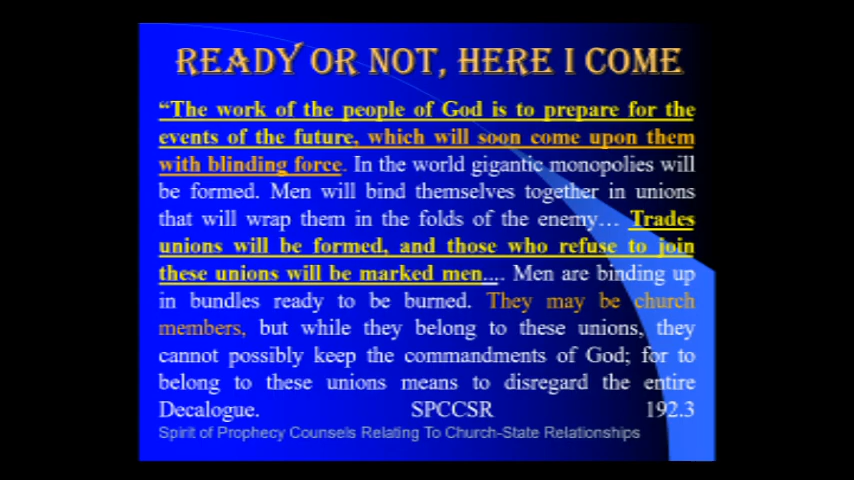 READY OR NOT, HERE I COME
“The work of the people of God is to prepare for the
events of the future, which will soon come upon them
with blinding force. In the world gigantic monopolies will
be formed. Men will bind themselves together in unions
that will wrap them in the folds of the enemy… Trades
unions will be formed, and those who refuse to join
these unions will be marked men.... Men are binding up
in bundles ready to be burned. They may be church
members, but while they belong to these unions, they
cannot possibly keep the commandments of God; for to
belong to these unions means to disregard the entire
Decalogue. SPCCSR 192.3
Spirit of Prophecy Counsels Relating To Church-State Relationships